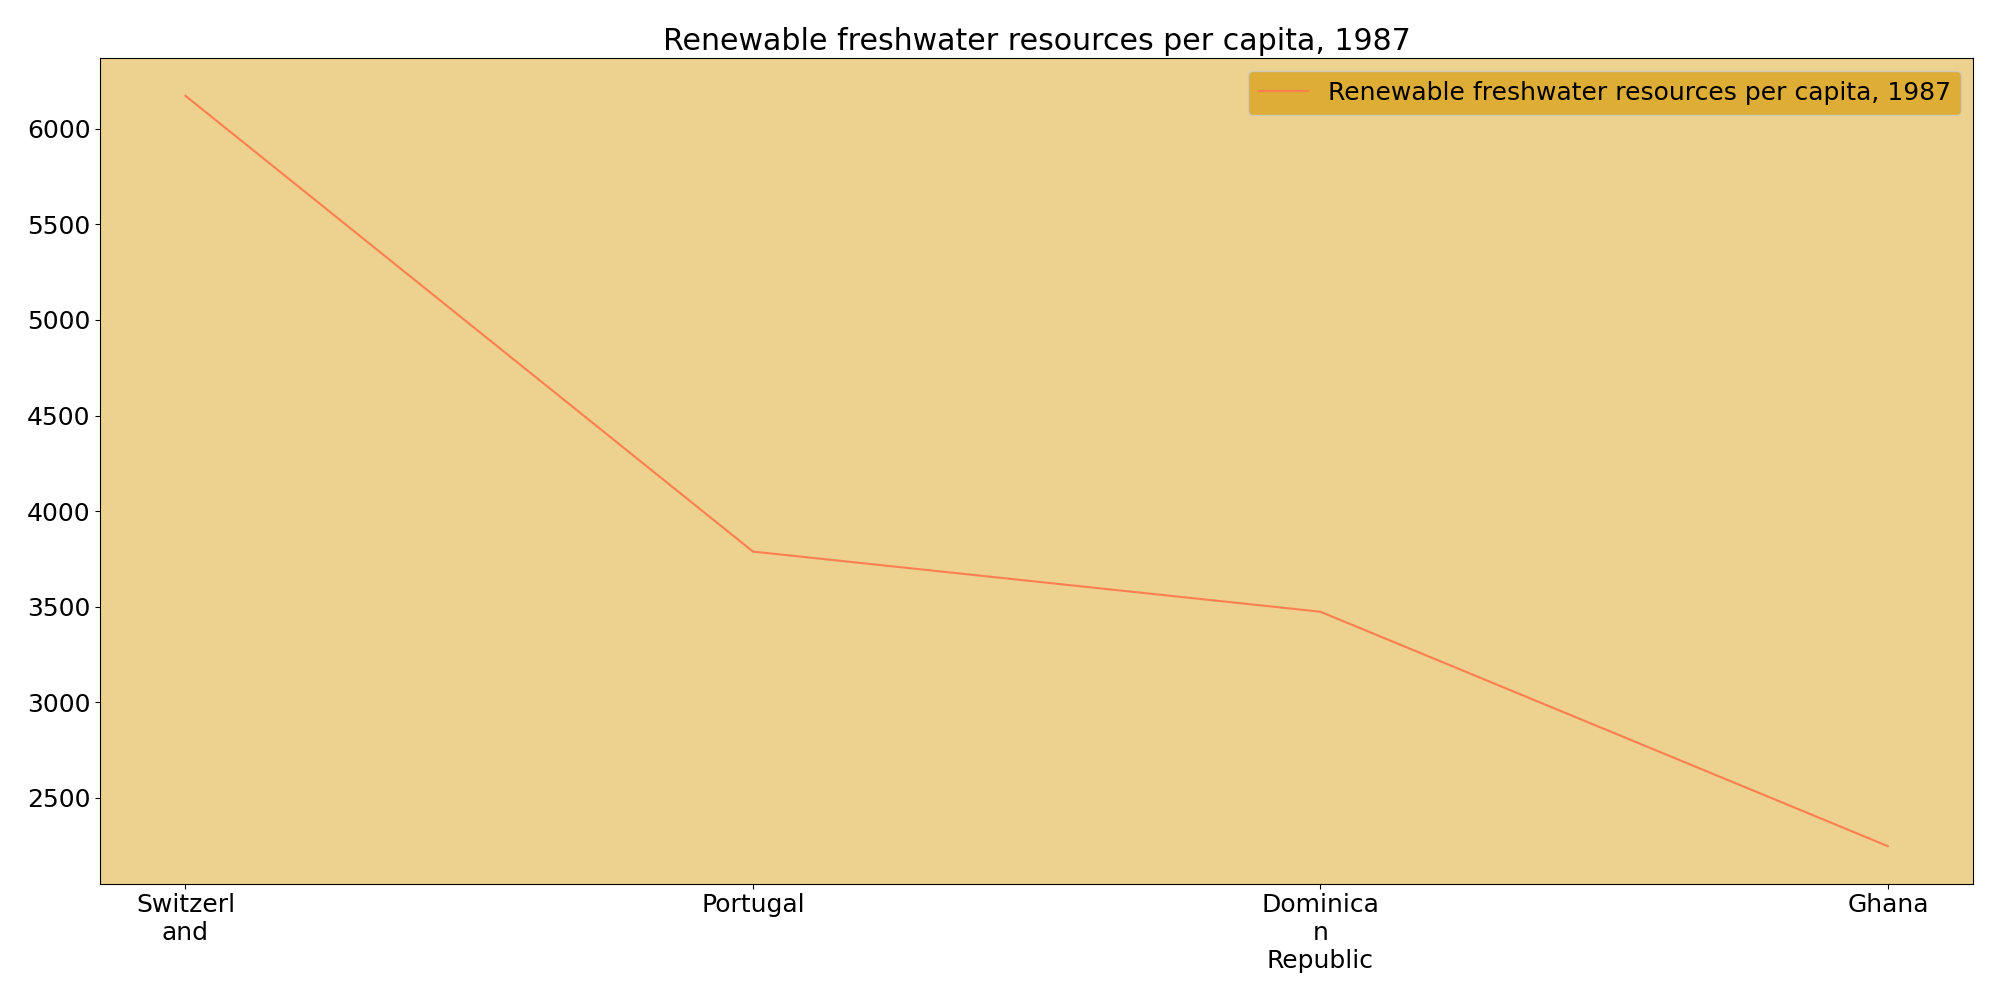 Renewable freshwater resources per capita, 1987
Renewable freshwater resources per capita, 1987
6000
5500
5000
4500
4000
3500
3000
2500
Switzerl
and
Portugal
Dominica
n
Republic
Ghana